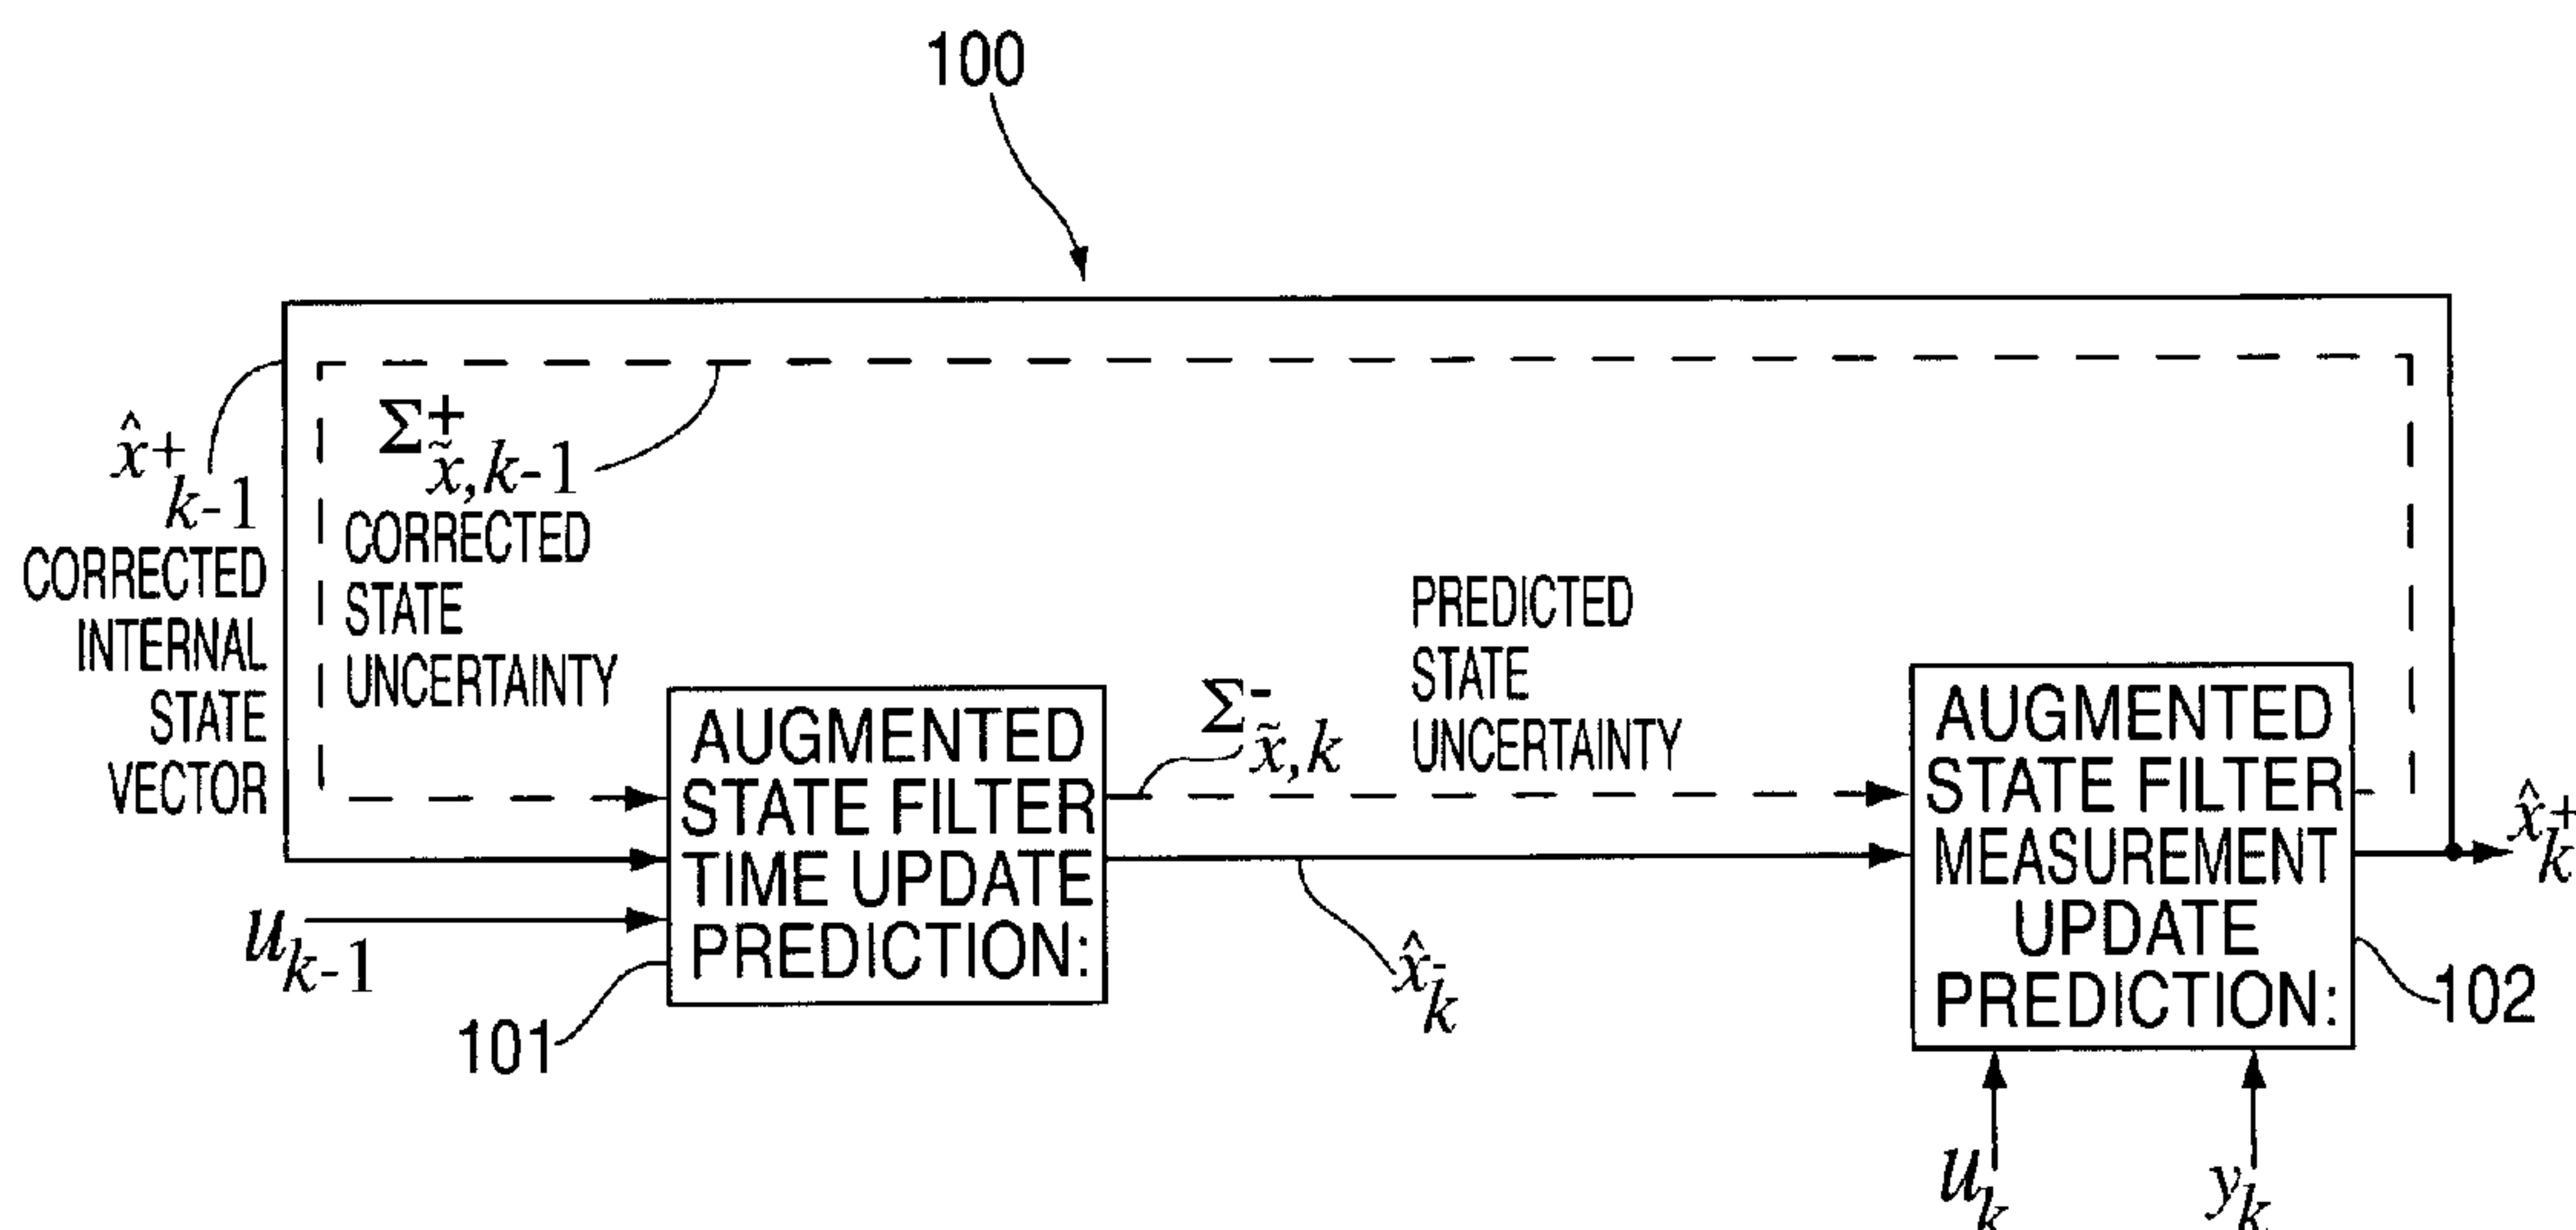 100
x̂⁺ₖ₋₁
CORRECTED
INTERNAL
STATE
VECTOR
Σ⁺x̃,k-1
CORRECTED
STATE
UNCERTAINTY
uₖ₋₁
AUGMENTED
STATE FILTER
TIME UPDATE
PREDICTION:
101
Σ⁻x̃,k
PREDICTED
STATE
UNCERTAINTY
x̂⁻ₖ
AUGMENTED
STATE FILTER
MEASUREMENT
UPDATE
PREDICTION:
102
x̂⁺ₖ
uₖ
yₖ